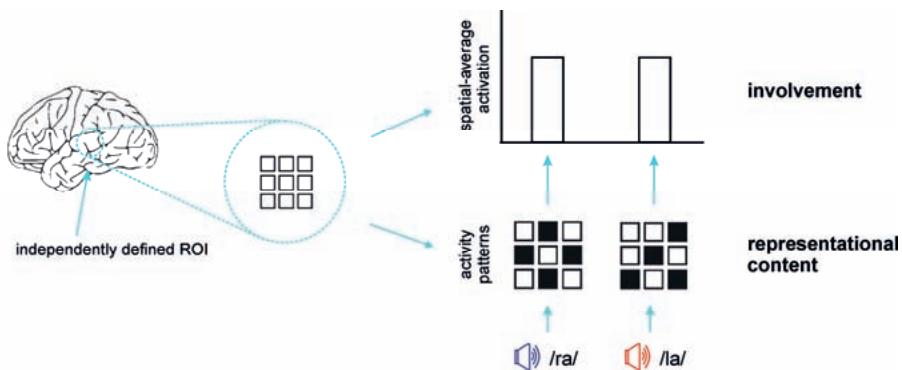 spatial-average
activation
involvement
independently defined ROI
activity
patterns
representational
content
/ra/
/la/